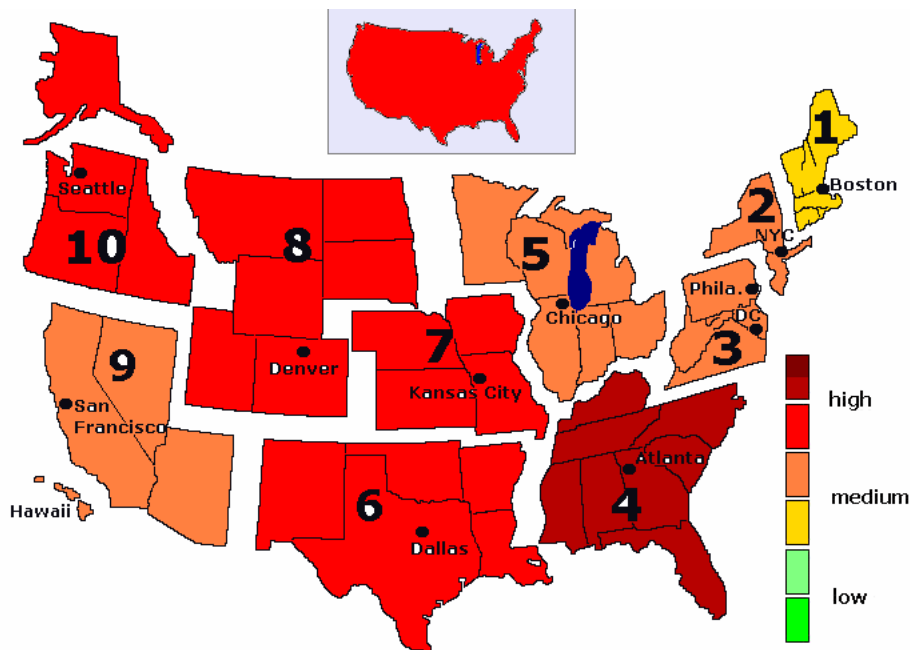 1
Boston
Seattle
10
8
5
2
NYC
Phila.
DC
3
Chicago
9
Denver
7
Kansas City
San
Francisco
high
Atlanta
4
6
Dallas
medium
Hawaii
low